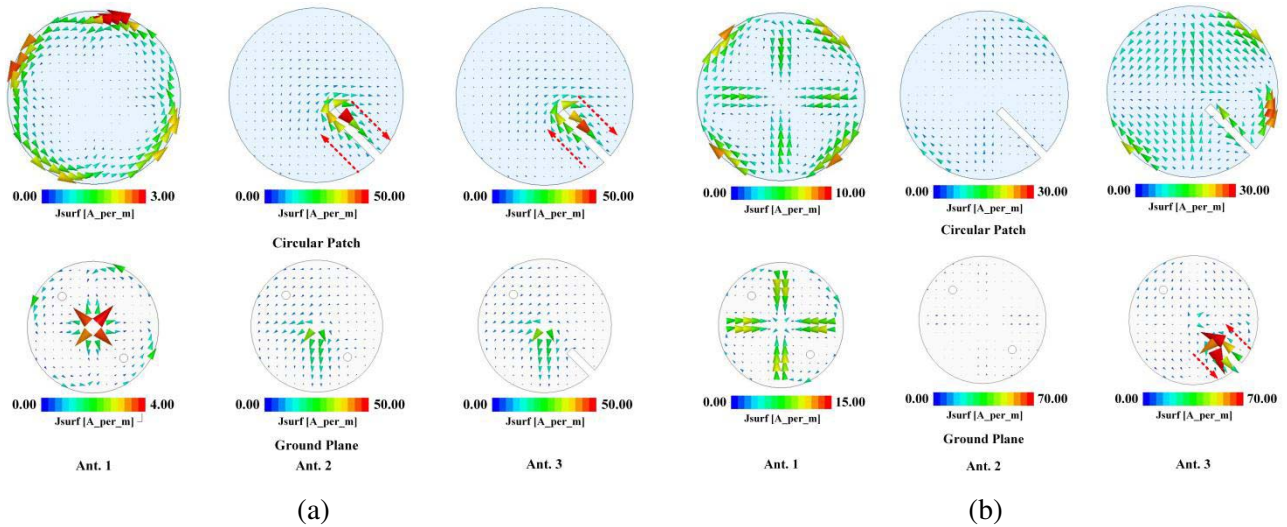 0.00 3.00 0.00 50.00 0.00 50.00 0.00 10.00 0.00 30.00 0.00 30.00
Jsurf [A_per_m] Jsurf [A_per_m] Jsurf [A_per_m] Jsurf [A_per_m] Jsurf [A_per_m] Jsurf [A_per_m]
Circular Patch Circular Patch
0.00 4.00 0.00 50.00 0.00 50.00 0.00 15.00 0.00 70.00 0.00 70.00
Jsurf [A_per_m] Jsurf [A_per_m] Jsurf [A_per_m] Jsurf [A_per_m] Jsurf [A_per_m] Jsurf [A_per_m]
Ground Plane Ground Plane
Ant. 1 Ant. 2 Ant. 3 Ant. 1 Ant. 2 Ant. 3
(a) (b)